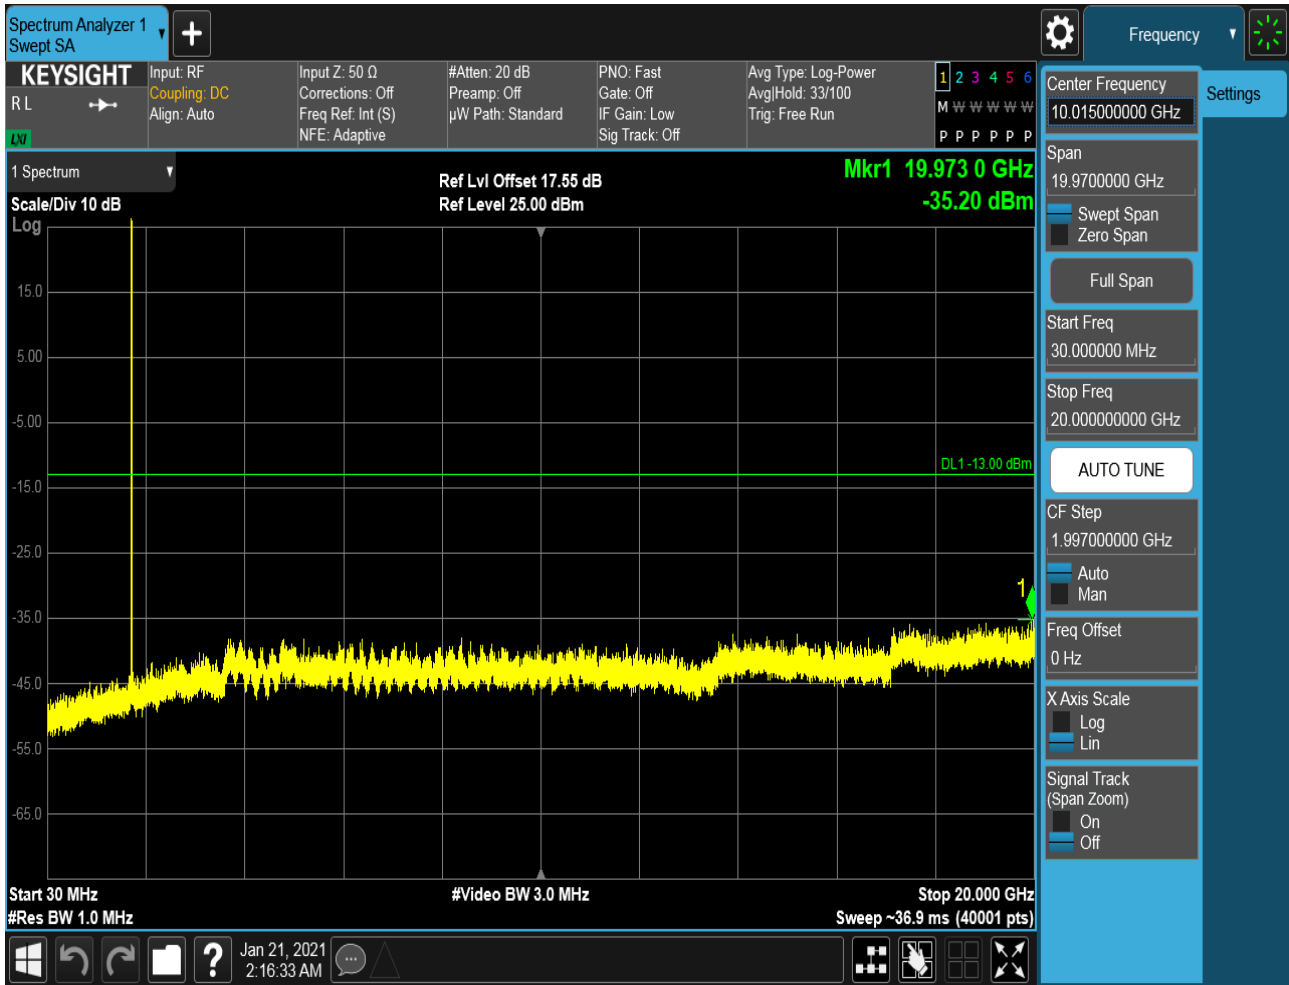 Spectrum Analyzer 1
Swept SA
Frequency
KEYSIGHT
R L
LXI
Input: RF
Coupling: DC
Align: Auto
Input Z: 50 Ω
Corrections: Off
Freq Ref: Int (S)
NFE: Adaptive
#Atten: 20 dB
Preamp: Off
µW Path: Standard
PNO: Fast
Gate: Off
IF Gain: Low
Sig Track: Off
Avg Type: Log-Power
Avg|Hold: 33/100
Trig: Free Run
1 2 3 4 5 6
M W W W W W
P P P P P P
1 Spectrum
Scale/Div 10 dB
Log
Ref Lvl Offset 17.55 dB
Ref Level 25.00 dBm
Mkr1 19.973 0 GHz
-35.20 dBm
15.0
5.00
-5.00
DL1 -13.00 dBm
-15.0
-25.0
1
-35.0
-45.0
-55.0
-65.0
Start 30 MHz
#Video BW 3.0 MHz
Stop 20.000 GHz
#Res BW 1.0 MHz
Sweep ~36.9 ms (40001 pts)
Jan 21, 2021
2:16:33 AM
Center Frequency
10.015000000 GHz
Settings
Span
19.9700000 GHz
Swept Span
Zero Span
Full Span
Start Freq
30.000000 MHz
Stop Freq
20.000000000 GHz
AUTO TUNE
CF Step
1.997000000 GHz
Auto
Man
Freq Offset
0 Hz
X Axis Scale
Log
Lin
Signal Track
(Span Zoom)
On
Off